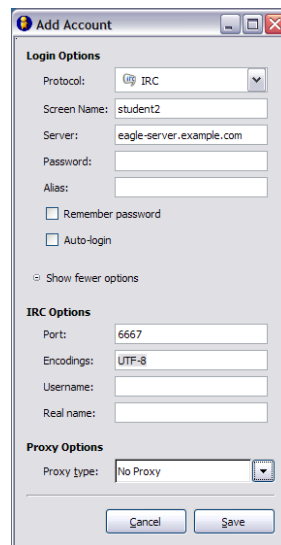 Add Account
Login Options
Protocol: IRC
Screen Name: student2
Server: eagle-server.example.com
Password:
Alias:
Remember password
Auto-login
Show fewer options
IRC Options
Port: 6667
Encodings: UTF-8
Username:
Real name:
Proxy Options
Proxy type: No Proxy
Cancel Save